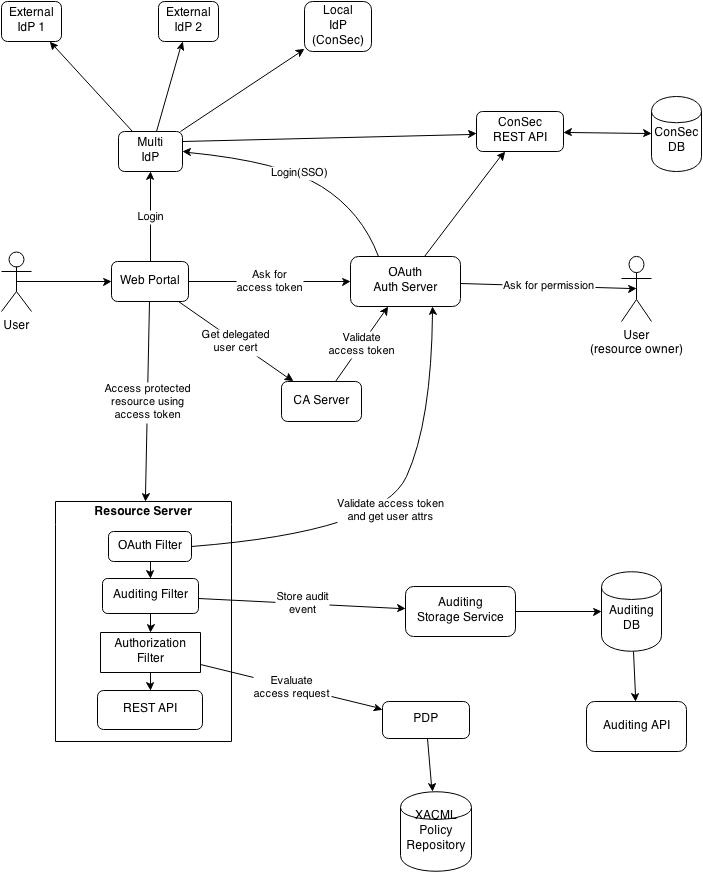 External
IdP 1
External
IdP 2
Local
IdP
(ConSec)
Multi
IdP
ConSec
REST API
ConSec
DB
Login(SSO)
Login
User
Web Portal
Ask for
access token
OAuth
Auth Server
Ask for permission
User
(resource owner)
Get delegated
user cert
Validate
access token
CA Server
Access protected
resource using
access token
Validate access token
and get user attrs
Resource Server
OAuth Filter
Auditing Filter
Store audit
event
Auditing
Storage Service
Auditing
DB
Authorization
Filter
Evaluate
access request
REST API
PDP
Auditing API
XACML
Policy
Repository